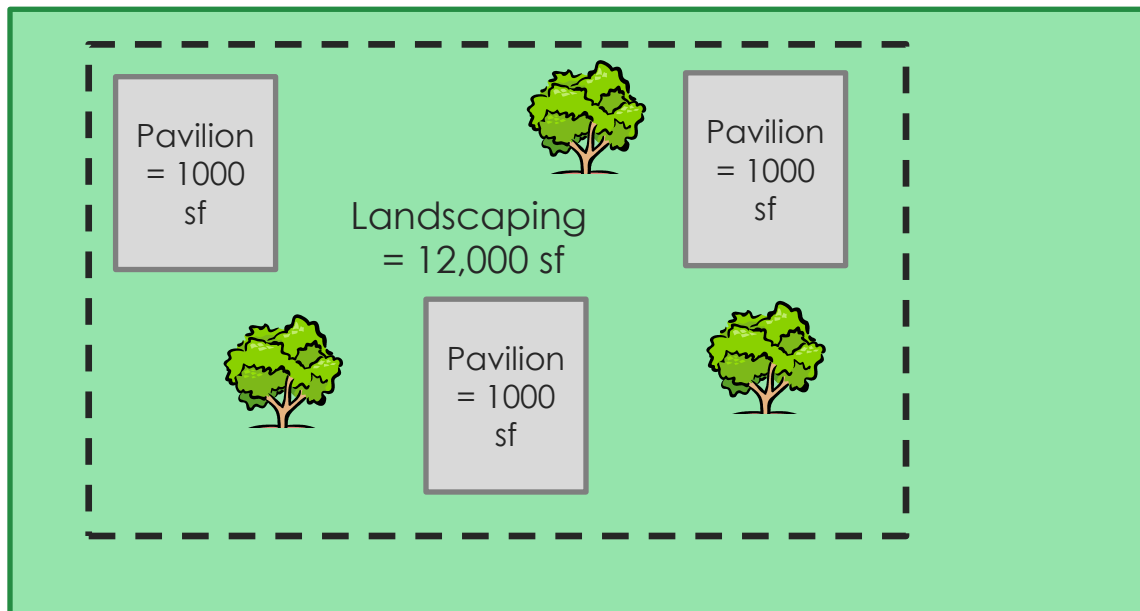 Pavilion
= 1000
sf
Pavilion
= 1000
sf
Landscaping
= 12,000 sf
Pavilion
= 1000
sf